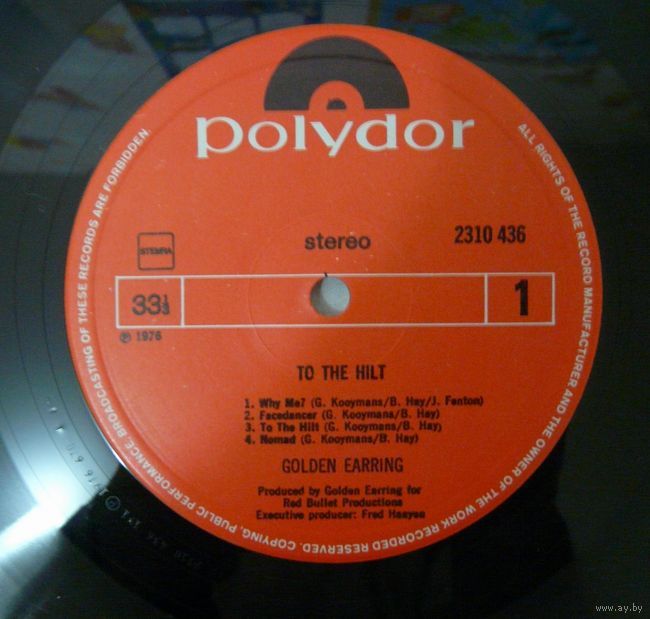 polydor
stereo
2310 436
STEMRA
33⅓
1
℗ 1976
TO THE HILT
1. Why Me? (G. Kooymans/B. Hay/J. Fenton)
2. Facedancer (G. Kooymans/B. Hay)
3. To The Hilt (G. Kooymans/B. Hay)
4. Nomad (G. Kooymans/B. Hay)
GOLDEN EARRING
Produced by Golden Earring for
Red Bullet Productions
Executive producer: Fred Haayen
ALL RIGHTS OF THE RECORD MANUFACTURER AND THE OWNER OF THE WORK RECORDED RESERVED. COPYING, PUBLIC PERFORMANCE, BROADCASTING OF THESE RECORDS ARE FORBIDDEN.
www.ay.by